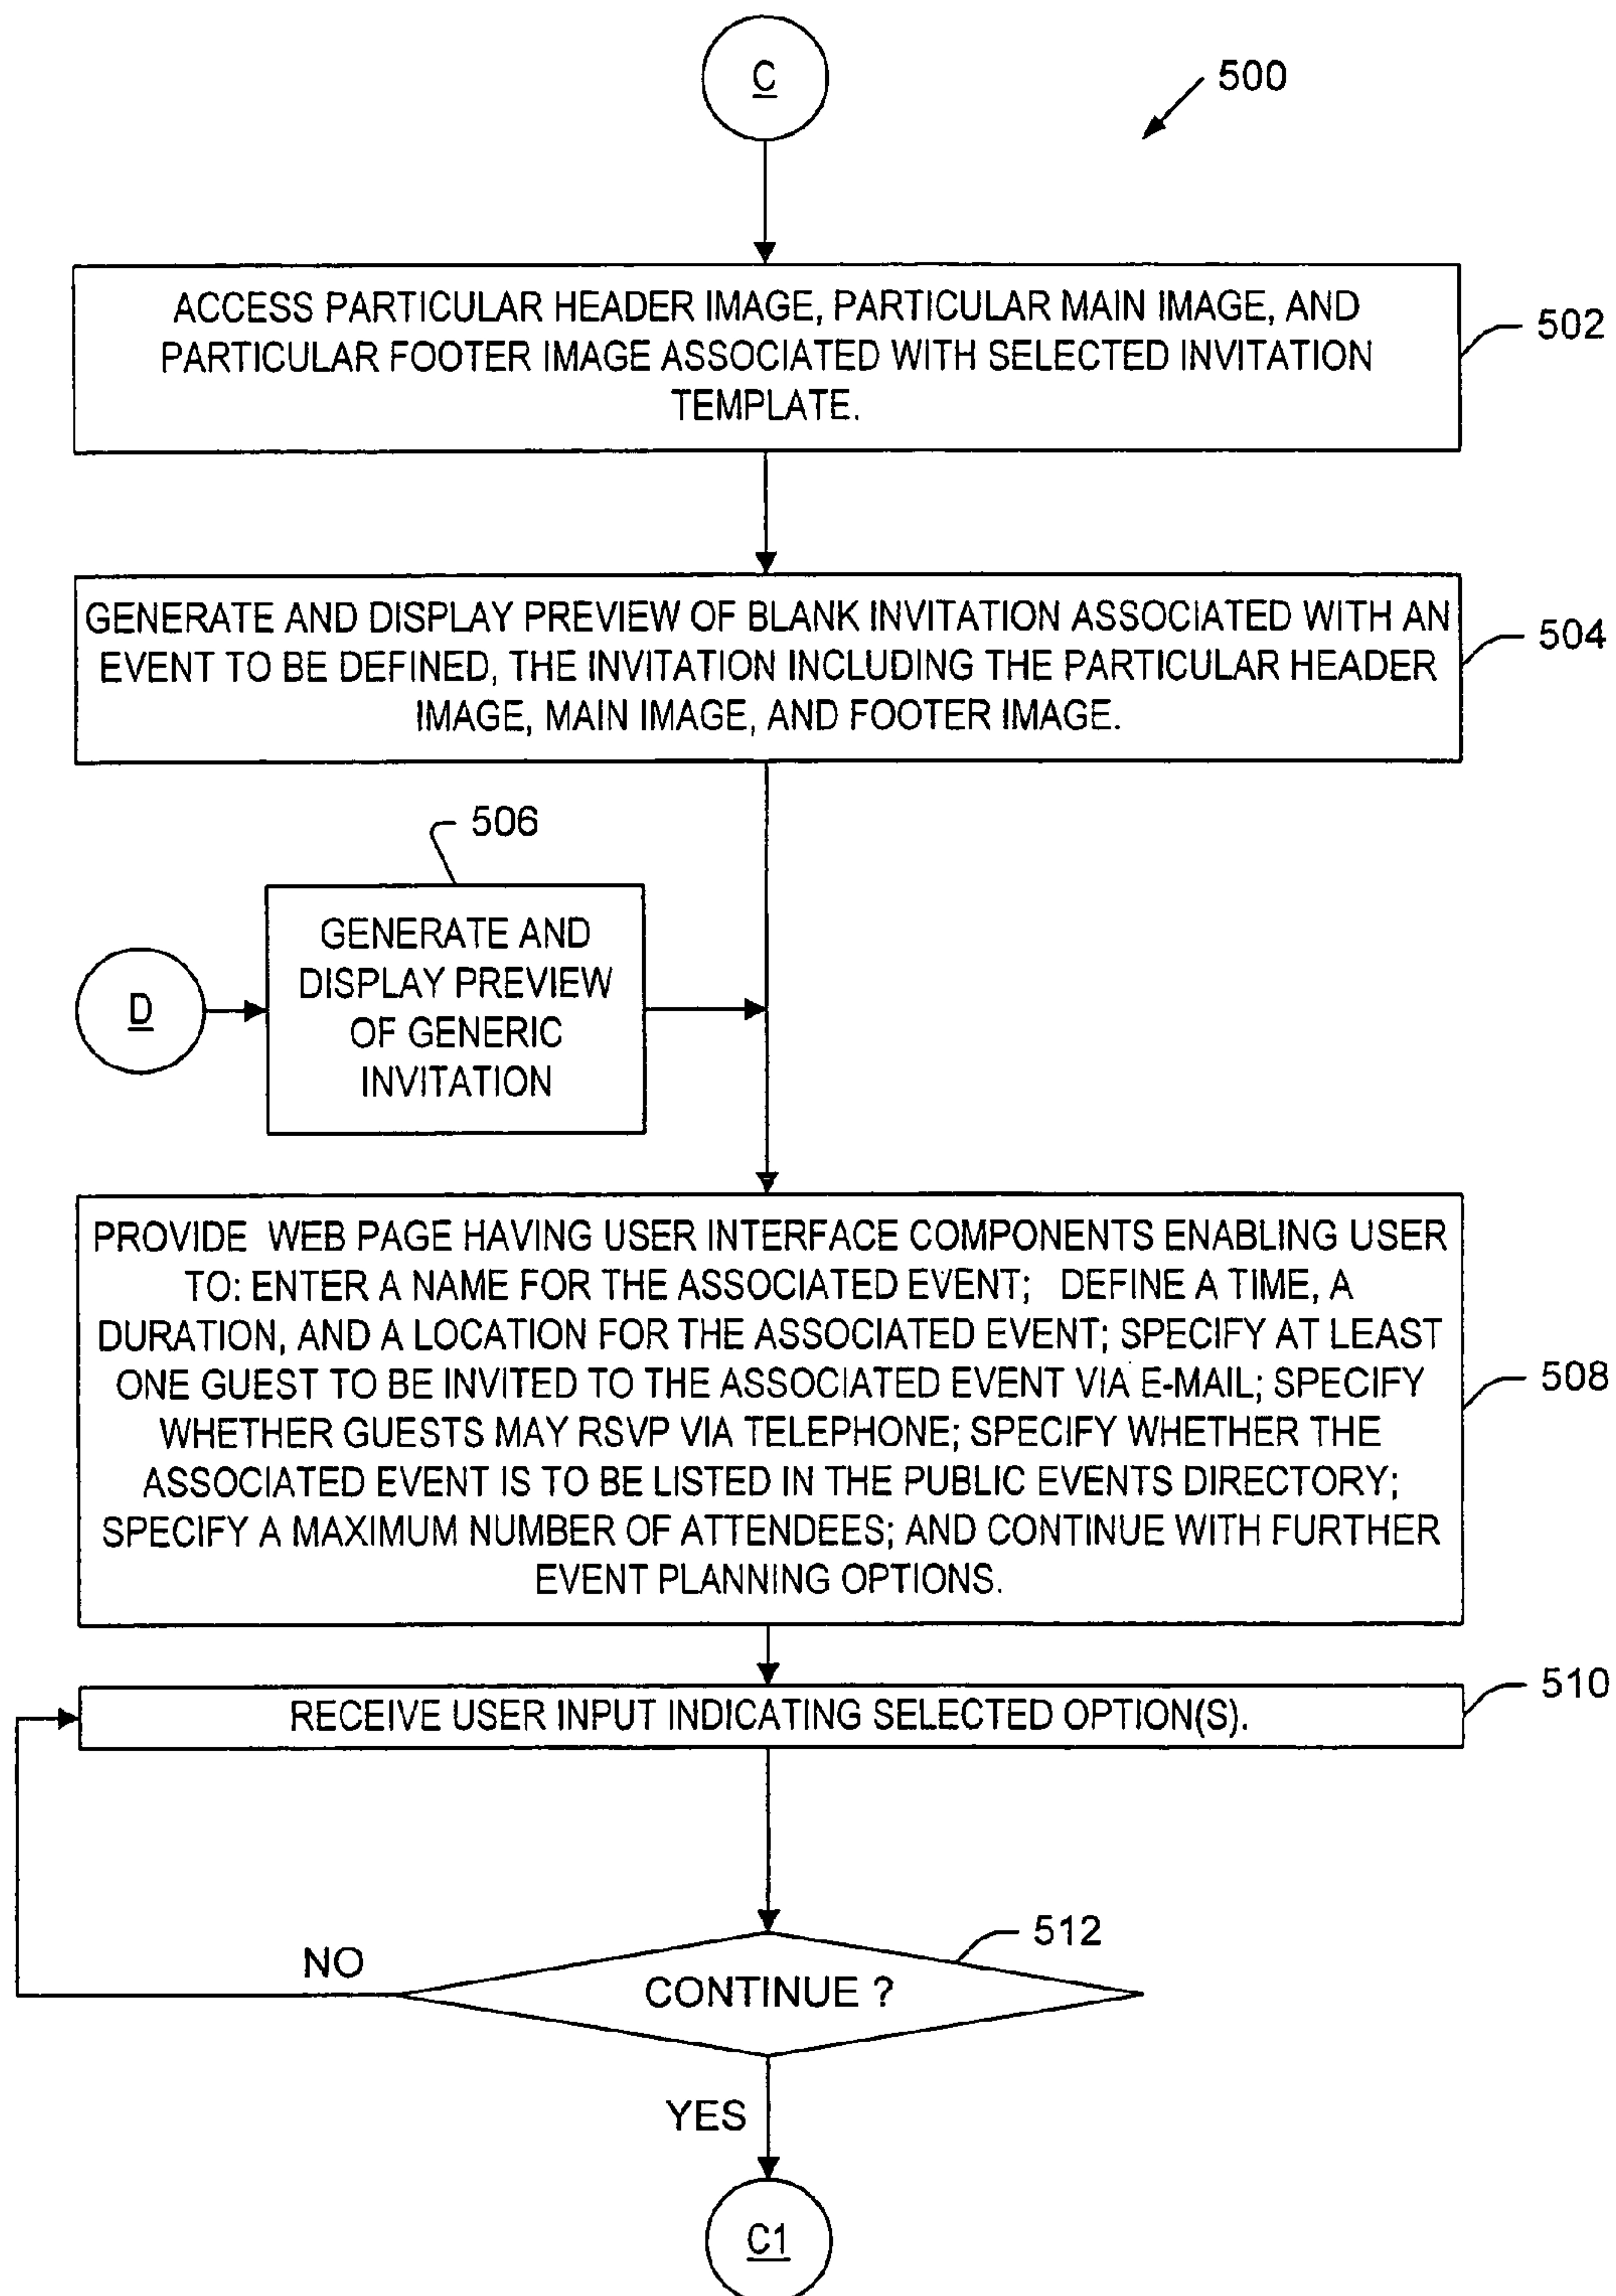 C
500
ACCESS PARTICULAR HEADER IMAGE, PARTICULAR MAIN IMAGE, AND
PARTICULAR FOOTER IMAGE ASSOCIATED WITH SELECTED INVITATION
TEMPLATE.
502
GENERATE AND DISPLAY PREVIEW OF BLANK INVITATION ASSOCIATED WITH AN
EVENT TO BE DEFINED, THE INVITATION INCLUDING THE PARTICULAR HEADER
IMAGE, MAIN IMAGE, AND FOOTER IMAGE.
504
506
D
GENERATE AND
DISPLAY PREVIEW
OF GENERIC
INVITATION
PROVIDE WEB PAGE HAVING USER INTERFACE COMPONENTS ENABLING USER
TO: ENTER A NAME FOR THE ASSOCIATED EVENT; DEFINE A TIME, A
DURATION, AND A LOCATION FOR THE ASSOCIATED EVENT; SPECIFY AT LEAST
ONE GUEST TO BE INVITED TO THE ASSOCIATED EVENT VIA E-MAIL; SPECIFY
WHETHER GUESTS MAY RSVP VIA TELEPHONE; SPECIFY WHETHER THE
ASSOCIATED EVENT IS TO BE LISTED IN THE PUBLIC EVENTS DIRECTORY;
SPECIFY A MAXIMUM NUMBER OF ATTENDEES; AND CONTINUE WITH FURTHER
EVENT PLANNING OPTIONS.
508
RECEIVE USER INPUT INDICATING SELECTED OPTION(S).
510
512
NO
CONTINUE ?
YES
C1